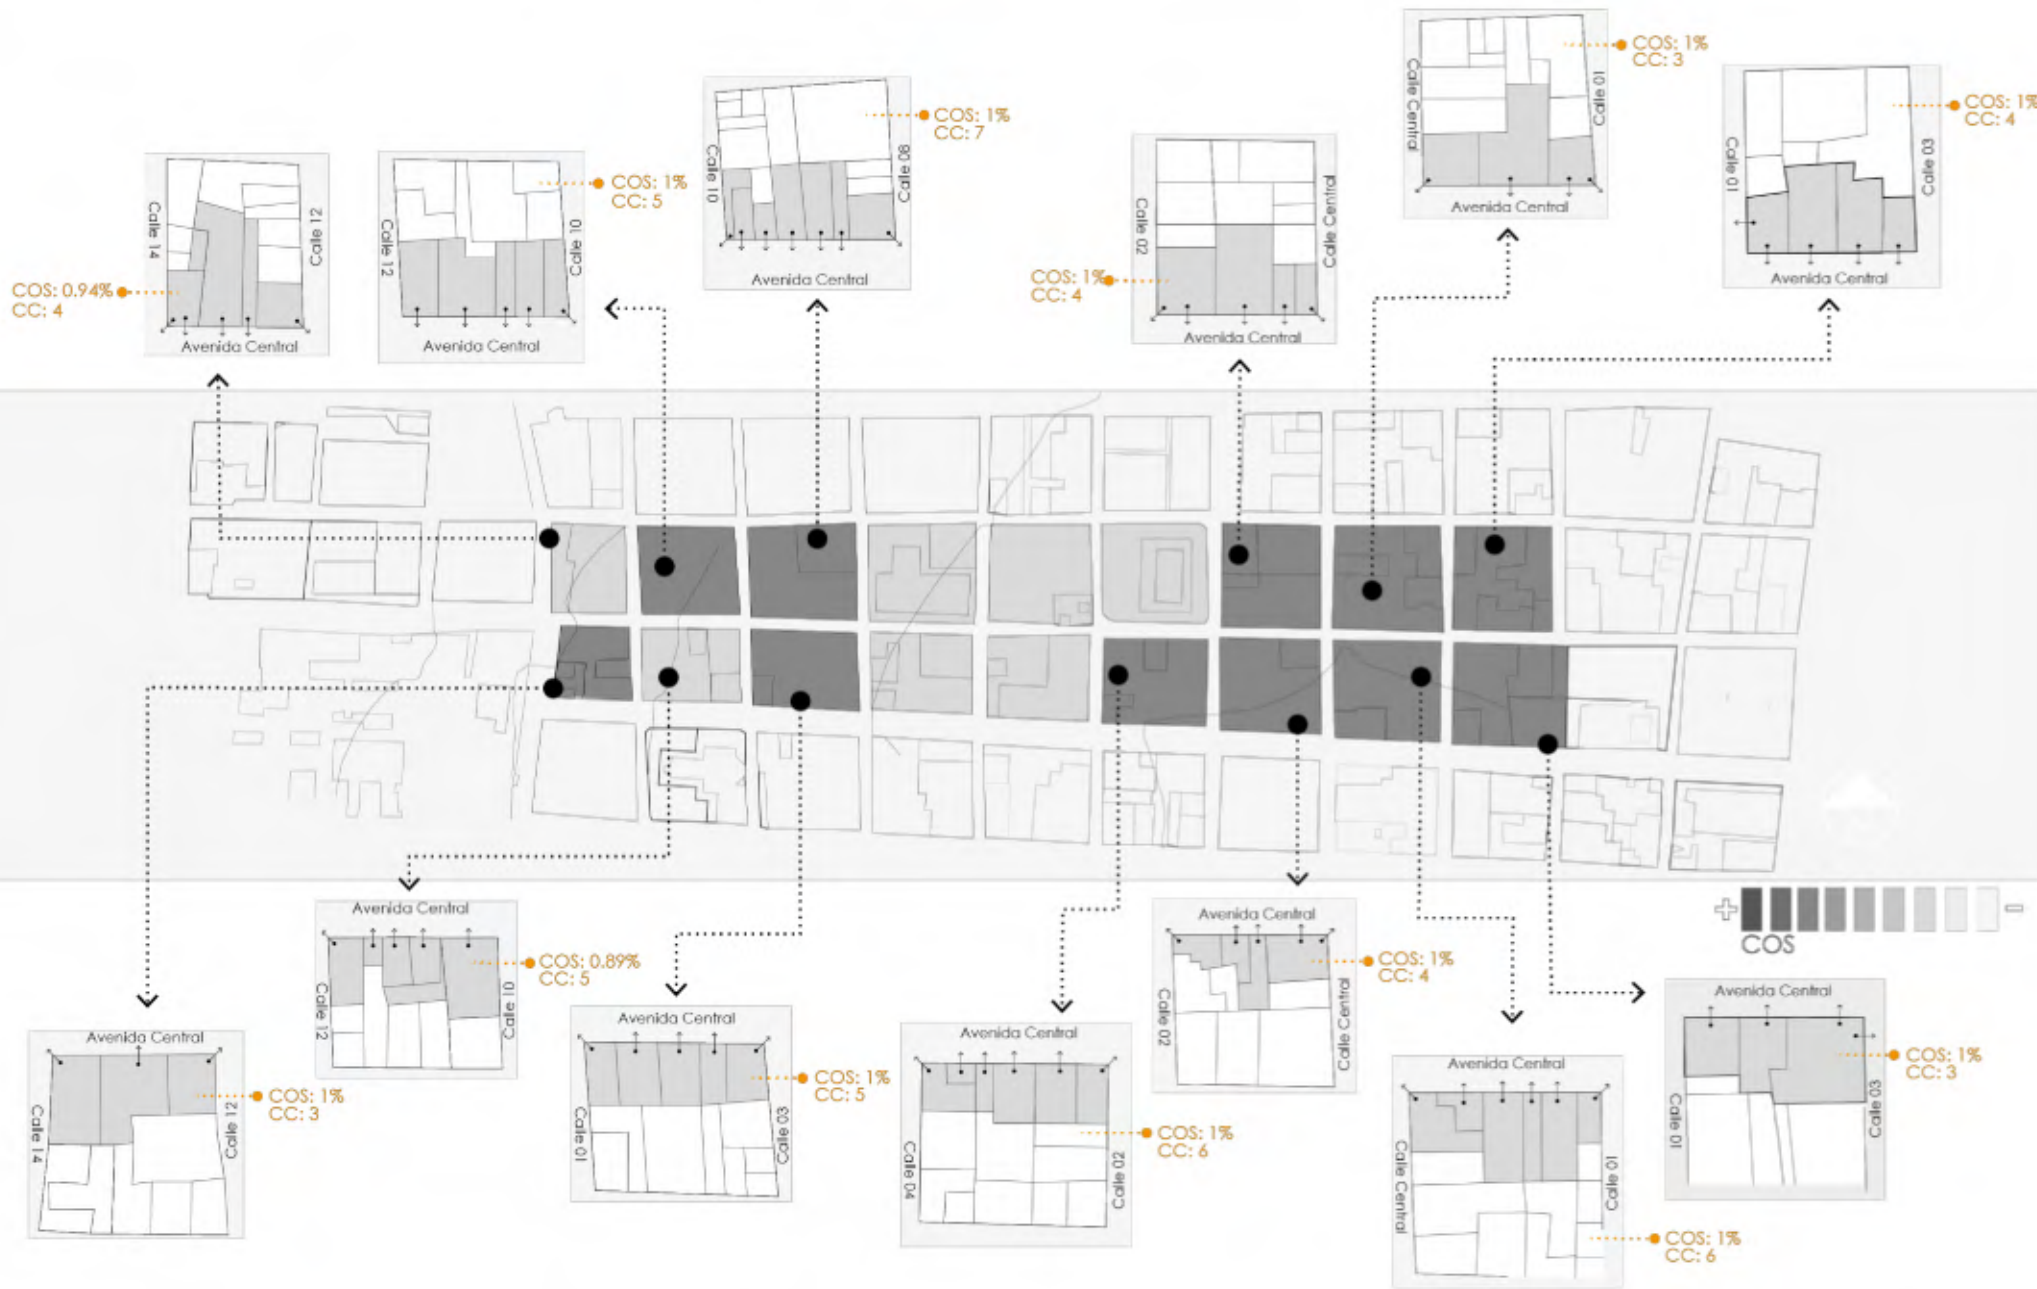 COS: 0.94%
CC: 4
Calle 14
Calle 12
Avenida Central
COS: 1%
CC: 5
Calle 12
Calle 10
Avenida Central
COS: 1%
CC: 7
Calle 10
Calle 08
Avenida Central
COS: 1%
CC: 4
Calle 02
Calle Central
Avenida Central
COS: 1%
CC: 3
Calle Central
Calle 01
Avenida Central
COS: 1%
CC: 4
Calle 01
Calle 03
Avenida Central
COS
Avenida Central
Calle 14
Calle 12
COS: 1%
CC: 3
Avenida Central
Calle 12
Calle 10
COS: 0.89%
CC: 5
Avenida Central
Calle 01
Calle 03
COS: 1%
CC: 5
Avenida Central
Calle 04
Calle 02
COS: 1%
CC: 6
Avenida Central
Calle 02
Calle Central
COS: 1%
CC: 4
Avenida Central
Calle Central
Calle 01
COS: 1%
CC: 6
Avenida Central
Calle 01
Calle 03
COS: 1%
CC: 3